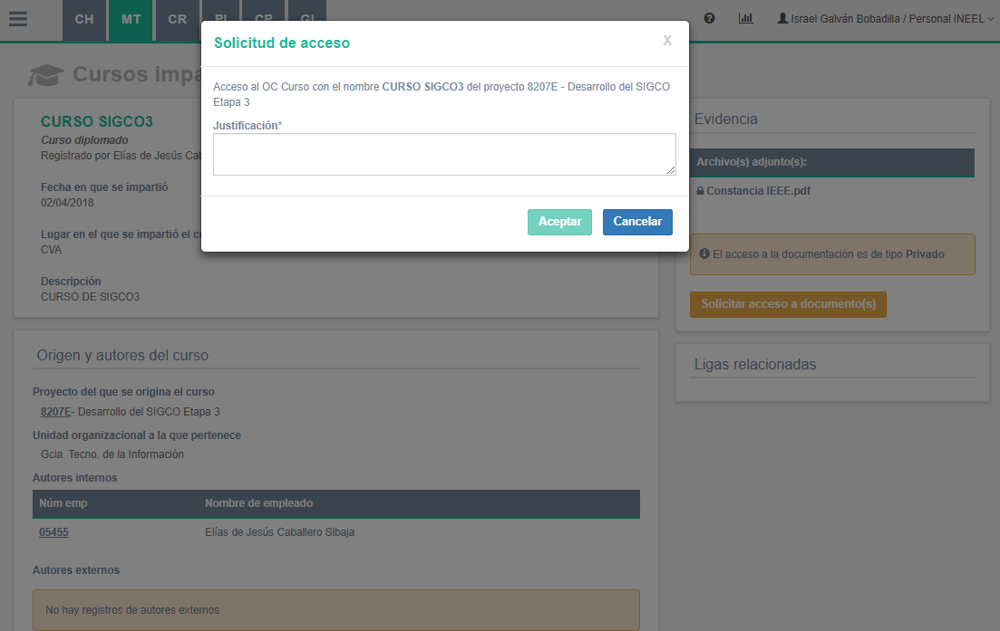 CH MT CR PI CP GI
Israel Galván Bobadilla / Personal INEEL
Solicitud de acceso
X
Acceso al OC Curso con el nombre CURSO SIGCO3 del proyecto 8207E - Desarrollo del SIGCO
Etapa 3
Justificación*
Aceptar Cancelar
Cursos
CURSO SIGCO3
Curso diplomado
Registrado por Elías de Jesús
Fecha en que se impartió
02/04/2018
Lugar en el que se impartió el
CVA
Descripción
CURSO DE SIGCO3
Origen y autores del curso
Proyecto del que se origina el curso
8207E- Desarrollo del SIGCO Etapa 3
Unidad organizacional a la que pertenece
Gcia. Tecno. de la Información
Autores internos
Núm emp Nombre de empleado
05455 Elías de Jesús Caballero Sibaja
Autores externos
No hay registros de autores externos
Evidencia
Archivo(s) adjunto(s):
Constancia IEEE.pdf
El acceso a la documentación es de tipo Privado
Solicitar acceso a documento(s)
Ligas relacionadas